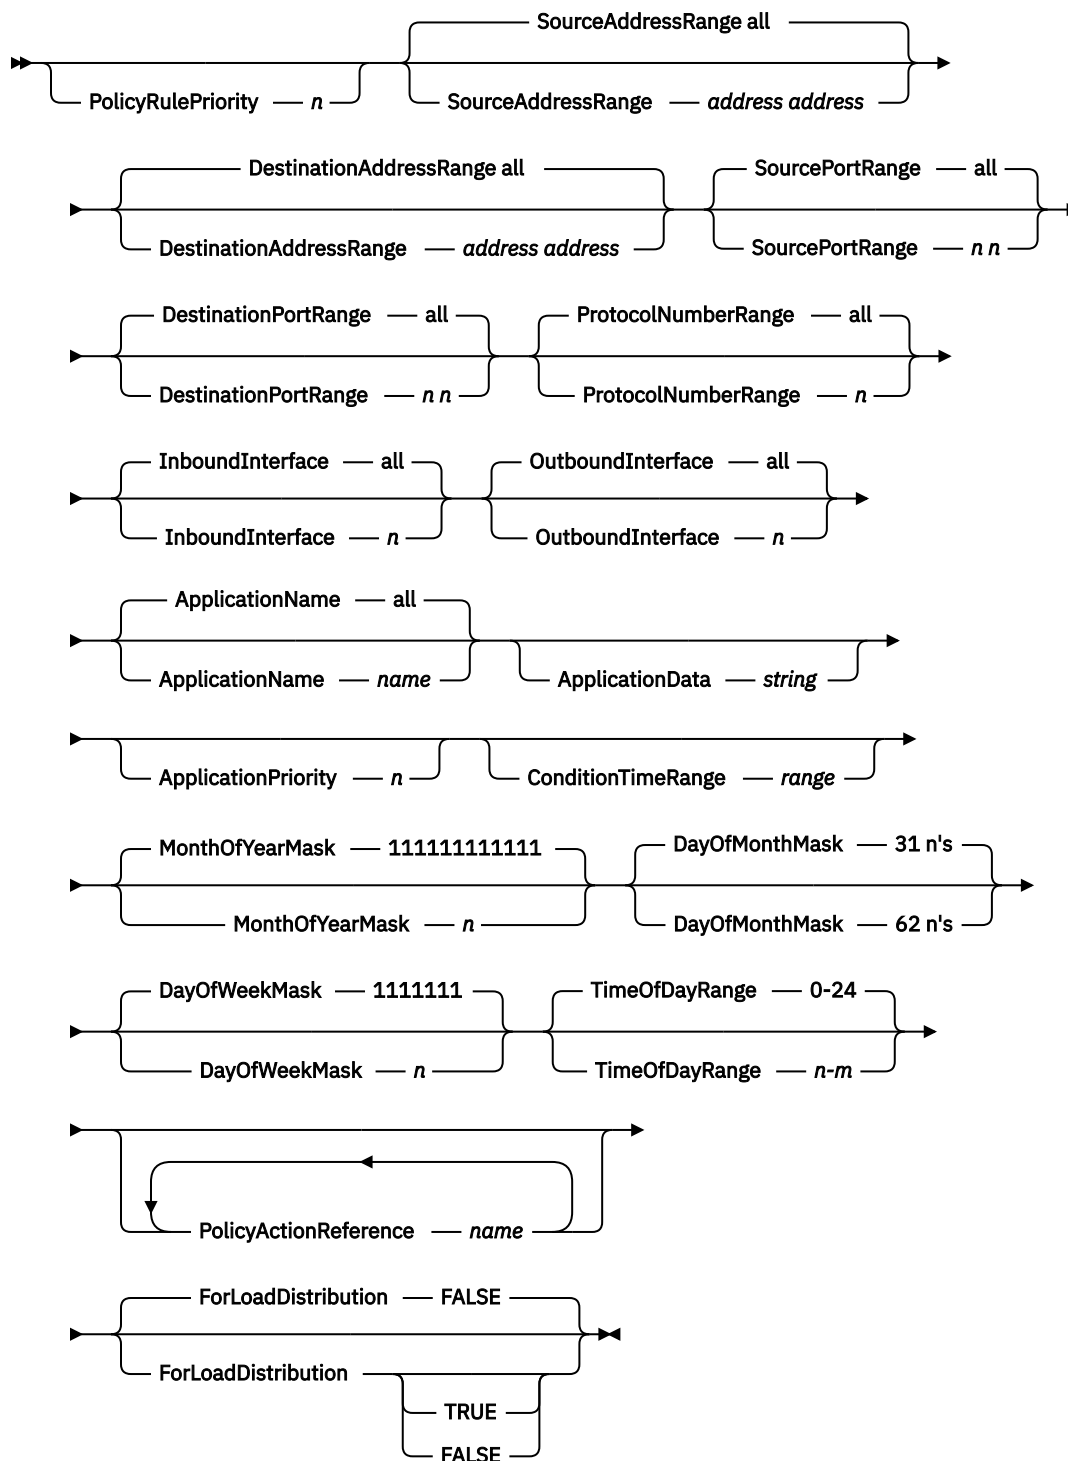 SourceAddressRange all
PolicyRulePriority n SourceAddressRange address address
DestinationAddressRange all SourcePortRange all
DestinationAddressRange address address SourcePortRange n n
DestinationPortRange all ProtocolNumberRange all
DestinationPortRange n n ProtocolNumberRange n
InboundInterface all OutboundInterface all
InboundInterface n OutboundInterface n
ApplicationName all
ApplicationName name ApplicationData string
ApplicationPriority n ConditionTimeRange range
MonthOfYearMask 111111111111 DayOfMonthMask 31 n's
MonthOfYearMask n DayOfMonthMask 62 n's
DayOfWeekMask 1111111 TimeOfDayRange 0-24
DayOfWeekMask n TimeOfDayRange n-m
PolicyActionReference name
ForLoadDistribution FALSE
ForLoadDistribution
TRUE
FALSE